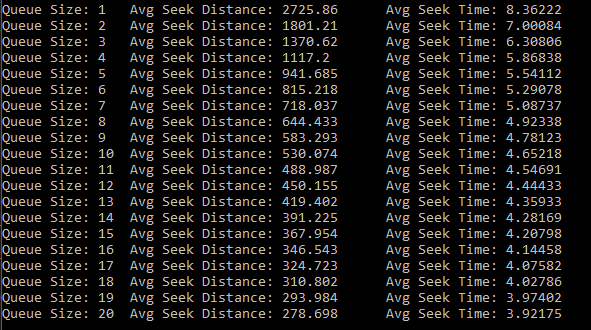 Queue Size: 1 Avg Seek Distance: 2725.86 Avg Seek Time: 8.36222
Queue Size: 2 Avg Seek Distance: 1801.21 Avg Seek Time: 7.00084
Queue Size: 3 Avg Seek Distance: 1370.62 Avg Seek Time: 6.30806
Queue Size: 4 Avg Seek Distance: 1117.2 Avg Seek Time: 5.86838
Queue Size: 5 Avg Seek Distance: 941.685 Avg Seek Time: 5.54112
Queue Size: 6 Avg Seek Distance: 815.218 Avg Seek Time: 5.29078
Queue Size: 7 Avg Seek Distance: 718.037 Avg Seek Time: 5.08737
Queue Size: 8 Avg Seek Distance: 644.433 Avg Seek Time: 4.92338
Queue Size: 9 Avg Seek Distance: 583.293 Avg Seek Time: 4.78123
Queue Size: 10 Avg Seek Distance: 530.074 Avg Seek Time: 4.65218
Queue Size: 11 Avg Seek Distance: 488.987 Avg Seek Time: 4.54691
Queue Size: 12 Avg Seek Distance: 450.155 Avg Seek Time: 4.44433
Queue Size: 13 Avg Seek Distance: 419.402 Avg Seek Time: 4.35933
Queue Size: 14 Avg Seek Distance: 391.225 Avg Seek Time: 4.28169
Queue Size: 15 Avg Seek Distance: 367.954 Avg Seek Time: 4.20798
Queue Size: 16 Avg Seek Distance: 346.543 Avg Seek Time: 4.14458
Queue Size: 17 Avg Seek Distance: 324.723 Avg Seek Time: 4.07582
Queue Size: 18 Avg Seek Distance: 310.802 Avg Seek Time: 4.02786
Queue Size: 19 Avg Seek Distance: 293.984 Avg Seek Time: 3.97402
Queue Size: 20 Avg Seek Distance: 278.698 Avg Seek Time: 3.92175